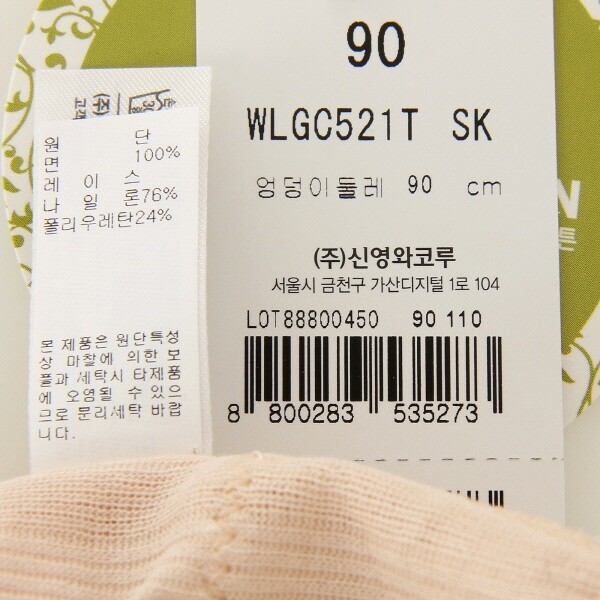 90
WLGC521T SK
엉덩이둘레 90 cm
(주)신영와코루
서울시 금천구 가산디지털 1로 104
LOT88800450 90 110
8 800283 535273
N
튼
(주)
원 단
면 100%
레 이 스
나 일 론76%
폴리우레탄24%
본 제품은 원단특성
상 마찰에 의한 보
풀과 세탁시 타제품
에 오염될 수 있으
므로 분리세탁 바랍
니다.